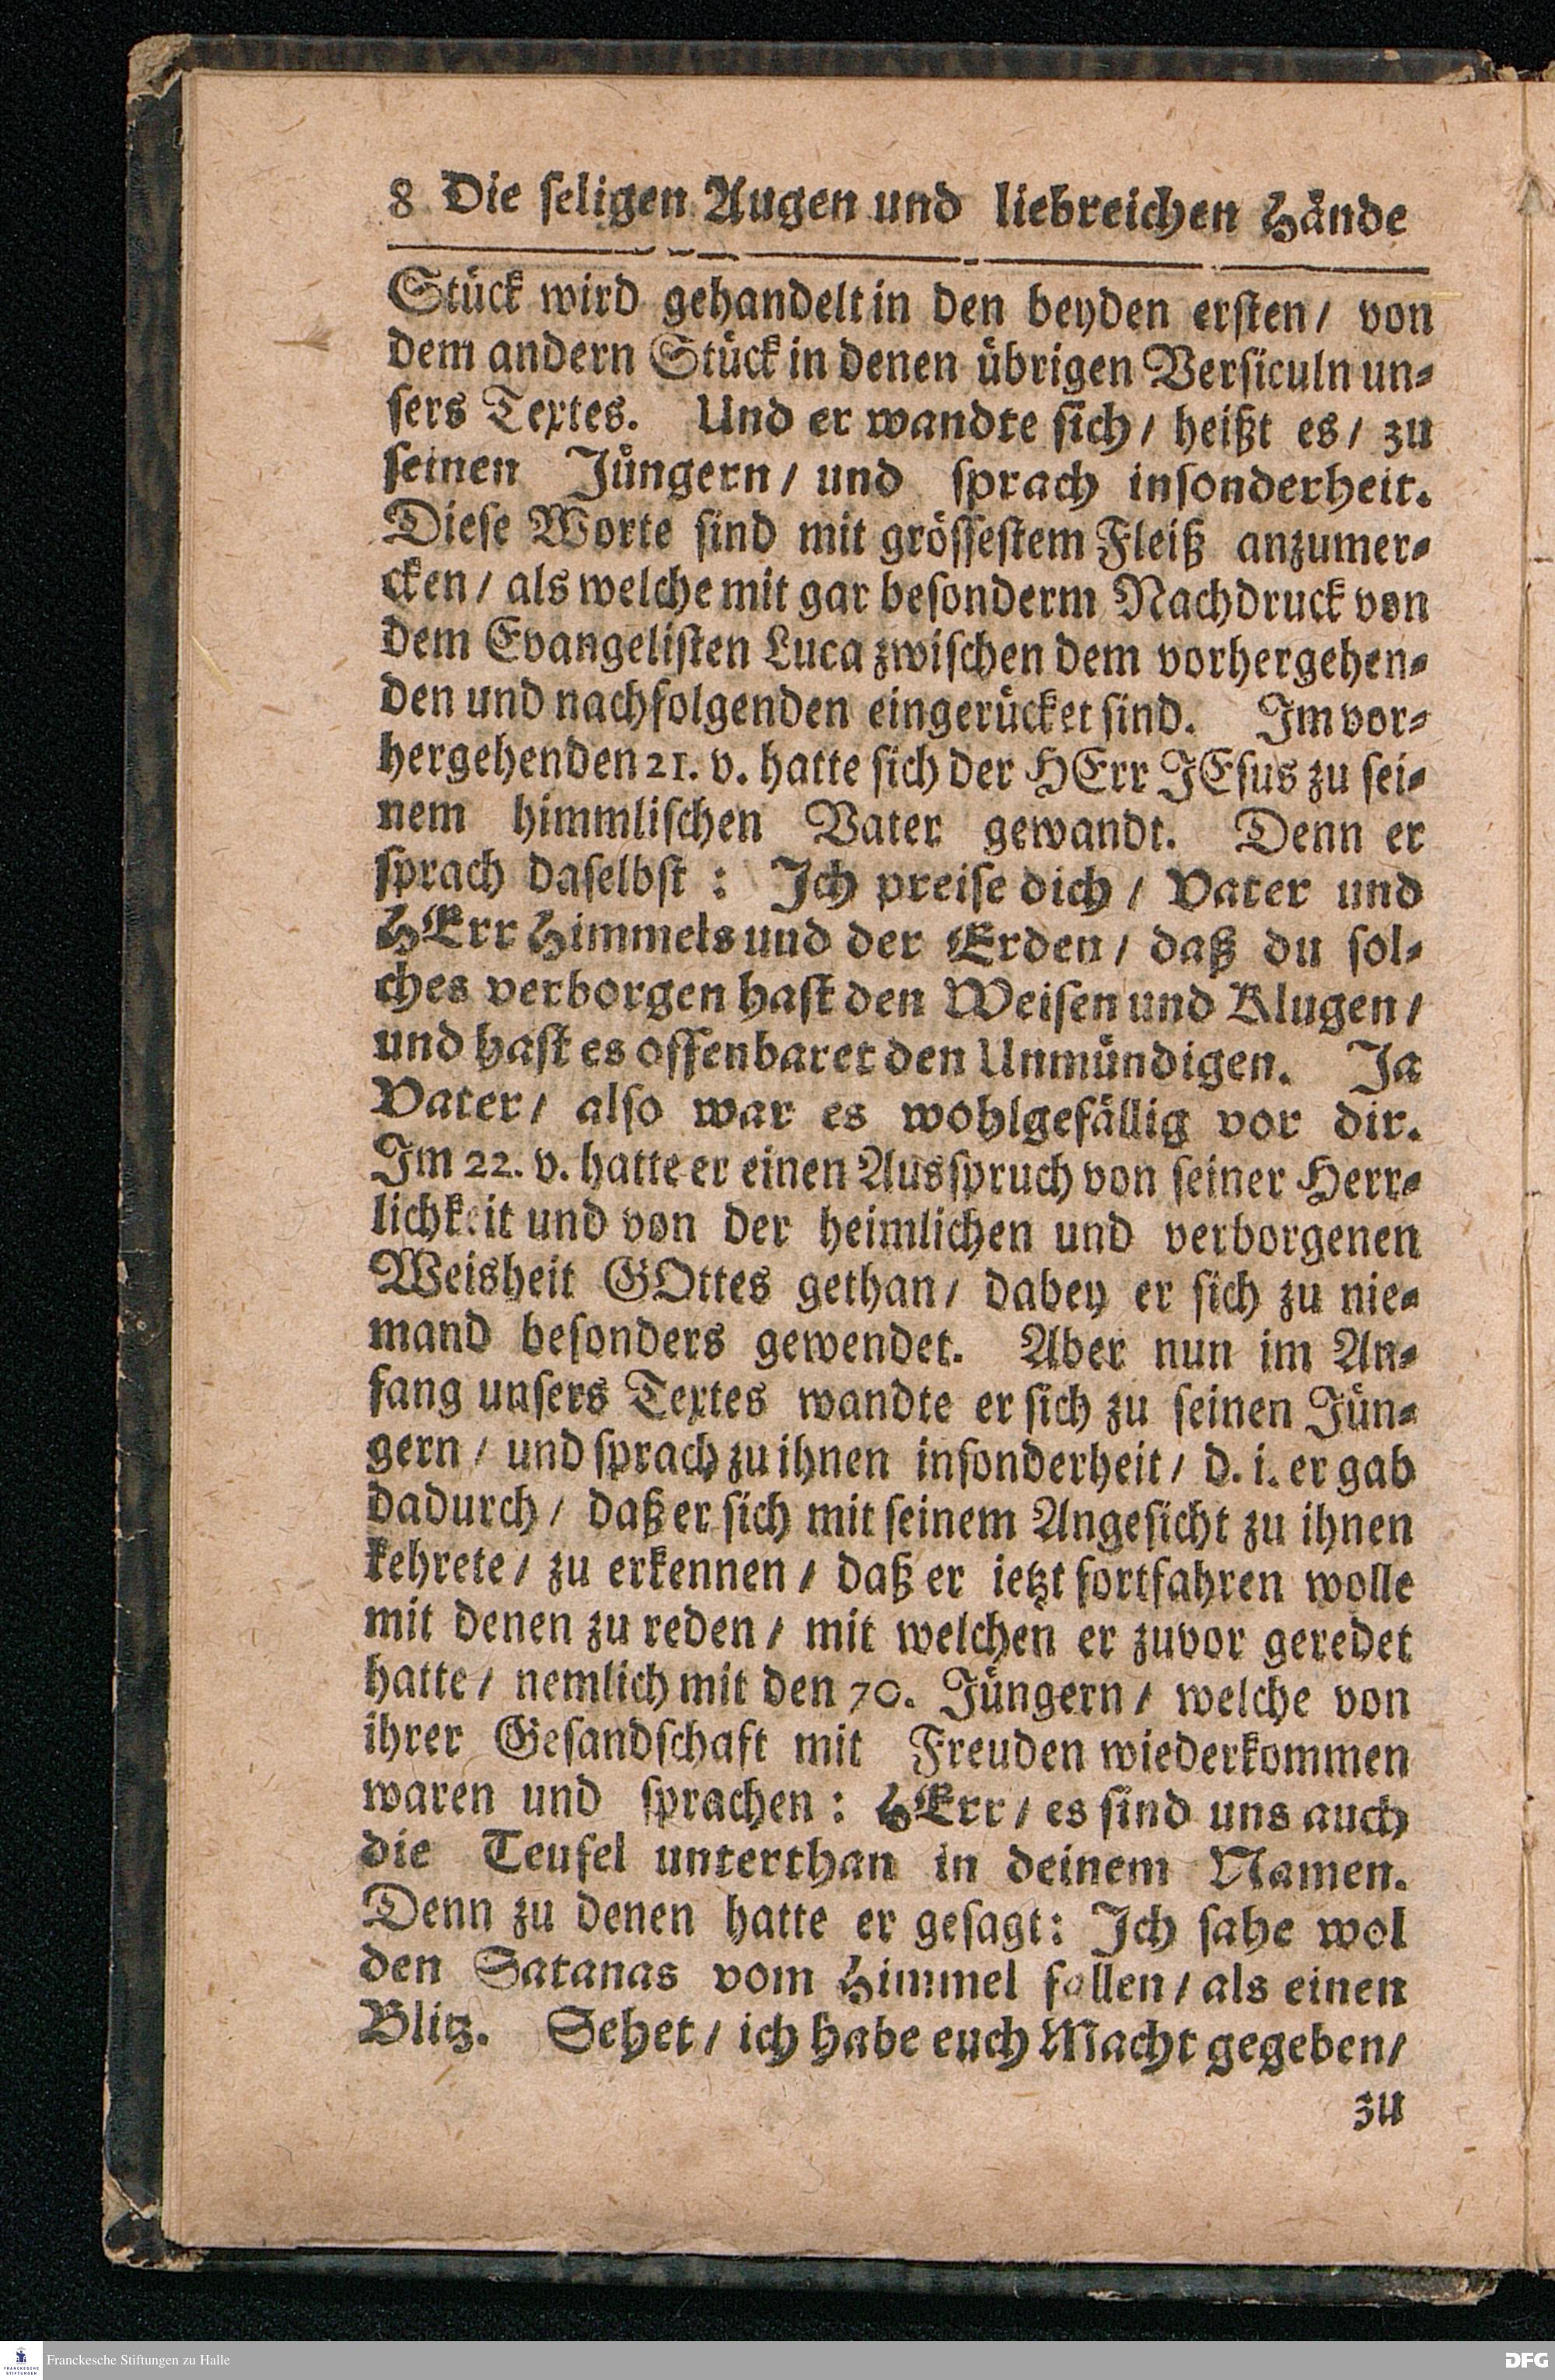 8 Die seligen Augen und liebreichen Hände
Stück wird gehandelt in den beyden ersten / von
dem andern Stück in denen übrigen Versiculn un-
sers Textes. Und er wandte sich / heißt es / zu
seinen Jüngern / und sprach insonderheit.
Diese Worte sind mit grössestem Fleiß anzumer-
cken / als welche mit gar besonderm Nachdruck von
dem Evangelisten Luca zwischen dem vorhergehen-
den und nachfolgenden eingerücket sind. Im vor-
hergehenden 21. v. hatte sich der HErr JEsus zu sei-
nem himmlischen Vater gewandt. Denn er
sprach daselbst : Ich preise dich / Vater und
HErr Himmels und der Erden / daß du sol-
ches verborgen hast den Weisen und Klugen /
und hast es offenbaret den Unmündigen. Ja
Vater / also war es wohlgefällig vor dir.
Im 22. v. hatte er einen Ausspruch von seiner Herr-
lichkeit und von der heimlichen und verborgenen
Weisheit GOttes gethan / dabey er sich zu nie-
mand besonders gewendet. Aber nun im An-
fang unsers Textes wandte er sich zu seinen Jün-
gern / und sprach zu ihnen insonderheit / d. i. er gab
dadurch / daß er sich mit seinem Angesicht zu ihnen
kehrete / zu erkennen / daß er ietzt fortfahren wolle
mit denen zu reden / mit welchen er zuvor geredet
hatte / nemlich mit den 70. Jüngern / welche von
ihrer Gesandschaft mit Freuden wiederkommen
waren und sprachen : HErr / es sind uns auch
die Teufel unterthan in deinem Namen.
Denn zu denen hatte er gesagt: Ich sahe wol
den Satanas vom Himmel fallen / als einen
Blitz. Sehet / ich habe euch Macht gegeben /
zu
Franckesche Stiftungen zu Halle
DFG